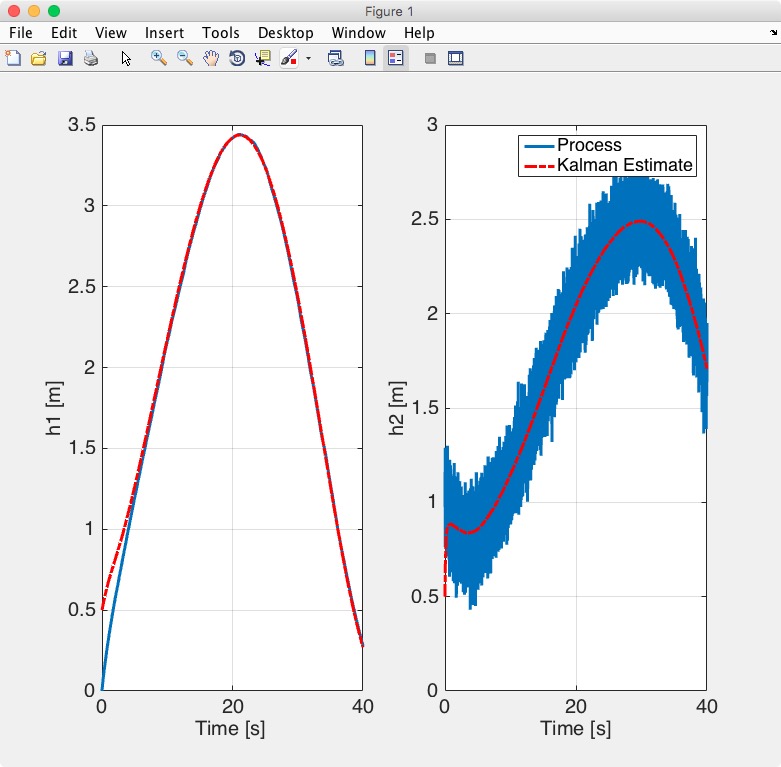 Figure 1
File Edit View Insert Tools Desktop Window Help
3.5
3
2.5
2
1.5
1
0.5
0
h1 [m]
0 20 40
Time [s]
3
2.5
2
1.5
1
0.5
0
h2 [m]
0 20 40
Time [s]
Process
Kalman Estimate